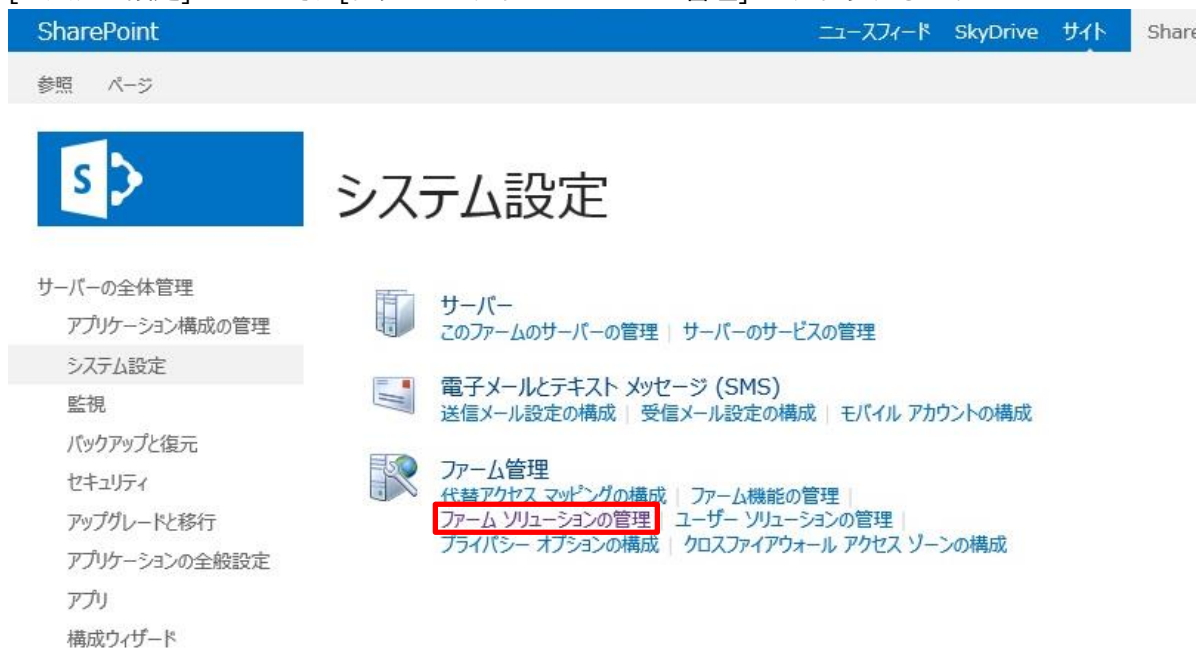 SharePoint
ニュースフィード SkyDrive サイト Share
参照 ページ
S
システム設定
サーバーの全体管理
アプリケーション構成の管理
システム設定
監視
バックアップと復元
セキュリティ
アップグレードと移行
アプリケーションの全般設定
アプリ
構成ウィザード
サーバー
このファームのサーバーの管理 | サーバーのサービスの管理
電子メールとテキスト メッセージ (SMS)
送信メール設定の構成 | 受信メール設定の構成 | モバイル アカウントの構成
ファーム管理
代替アクセス マッピングの構成 | ファーム機能の管理 |
ファーム ソリューションの管理 | ユーザー ソリューションの管理 |
プライバシー オプションの構成 | クロスファイアウォール アクセス ゾーンの構成